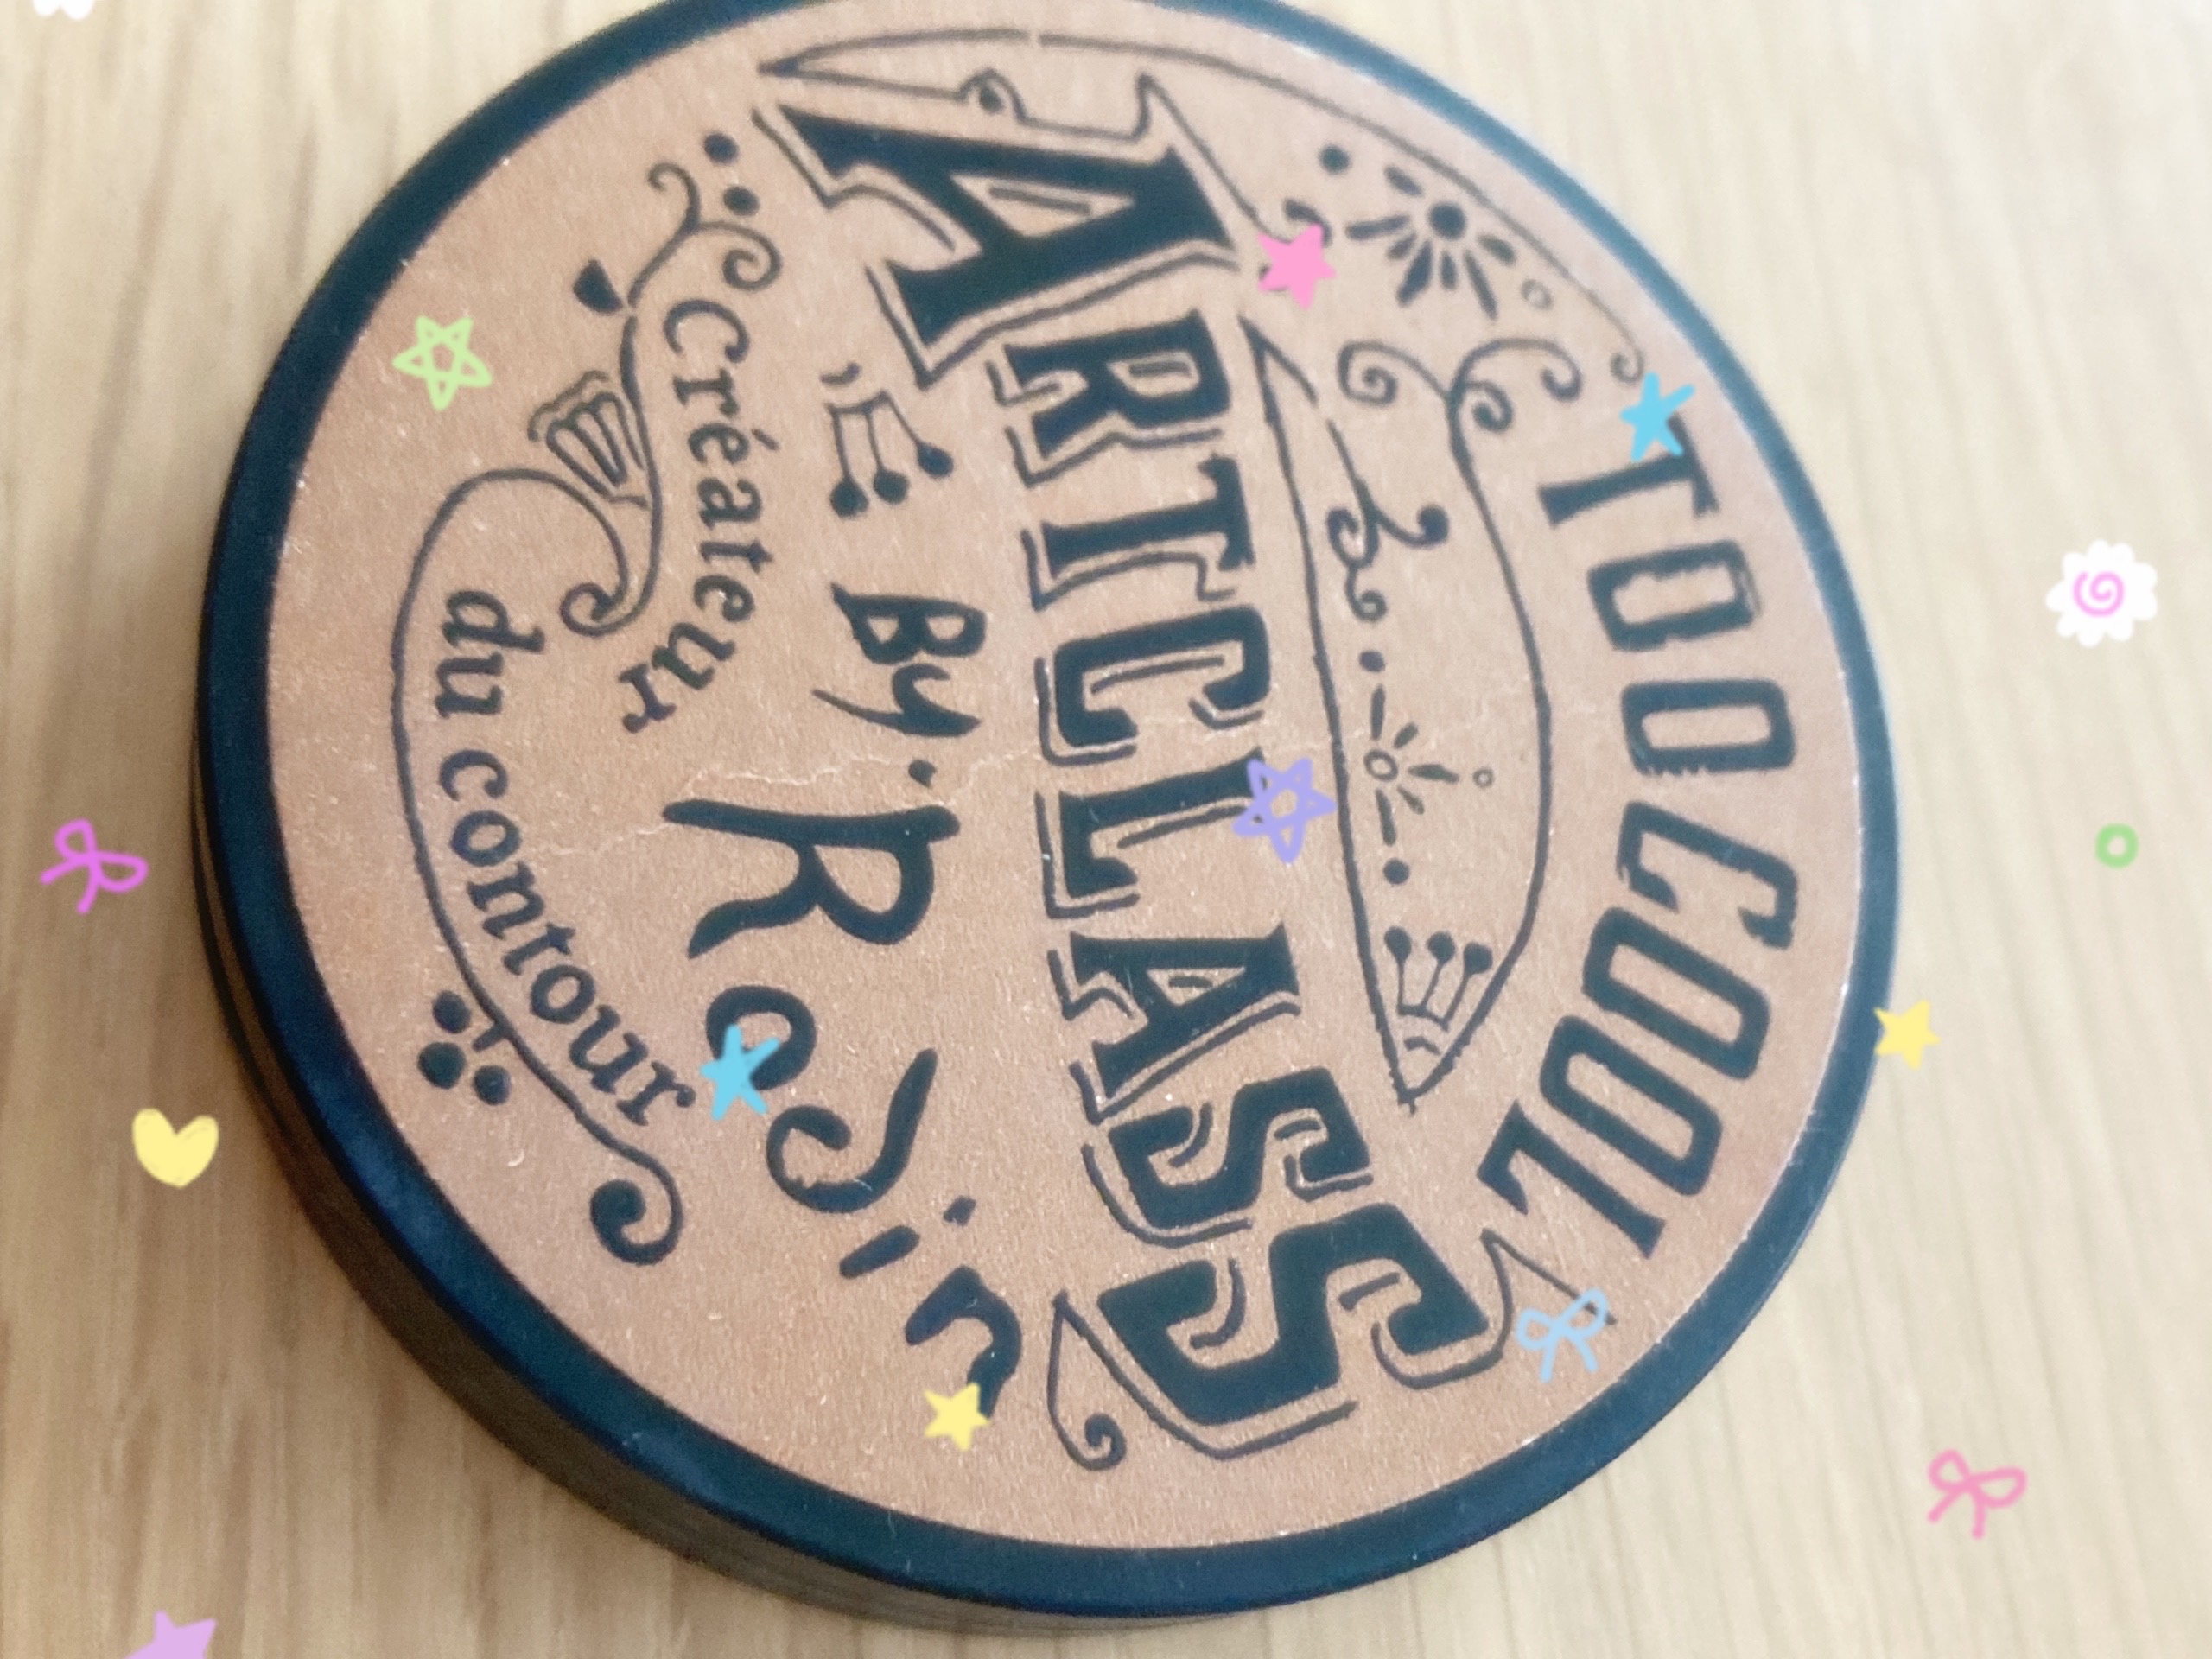 TOO COOL
ARTCLASS
By. Rodin
Créateur
du contour